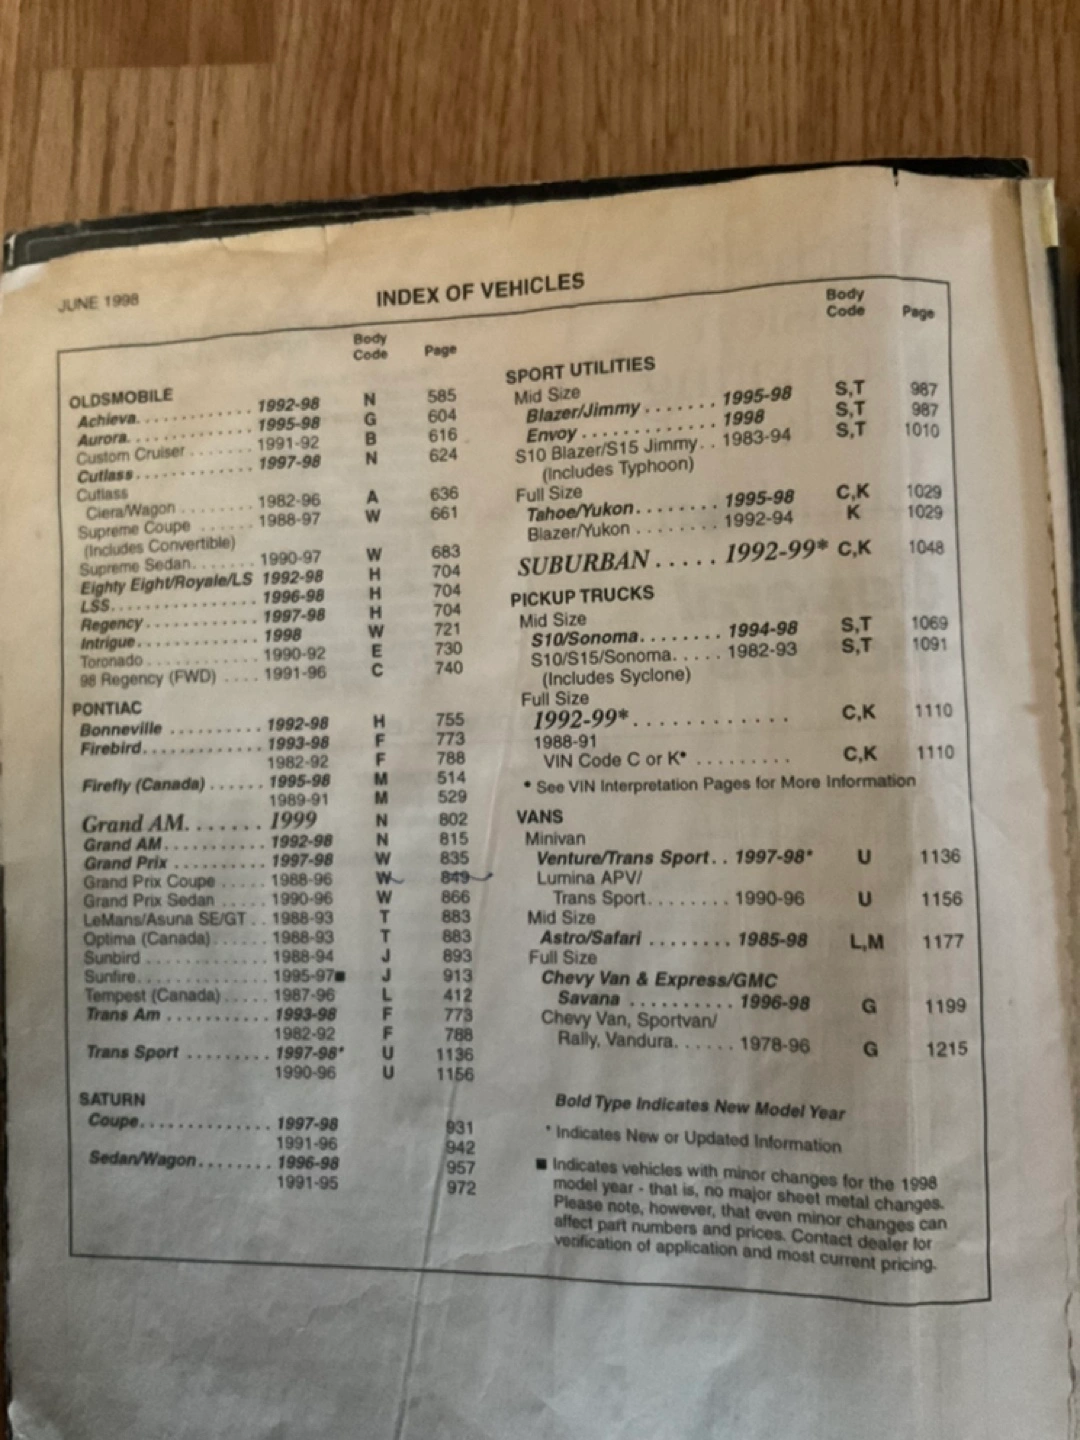 JUNE 1998
INDEX OF VEHICLES
Body
Code Page
OLDSMOBILE
Achieva............. 1992-98 N 585
Aurora.............. 1995-98 G 604
Custom Cruiser ....... 1991-92 B 616
Cutlass.............. 1997-98 N 624
Cutlass
Ciera/Wagon ........ 1982-96 A 636
Supreme Coupe ...... 1988-97 W 661
(Includes Convertible)
Supreme Sedan....... 1990-97 W 683
Eighty Eight/Royale/LS 1992-98 H 704
LSS................ 1996-98 H 704
Regency............. 1997-98 H 704
Intrigue............. 1998 W 721
Toronado ............ 1990-92 E 730
98 Regency (FWD) .... 1991-96 C 740
PONTIAC
Bonneville .......... 1992-98 H 755
Firebird............. 1993-98 F 773
1982-92 F 788
Firefly (Canada) ...... 1995-98 M 514
1989-91 M 529
Grand AM....... 1999 N 802
Grand AM........... 1992-98 N 815
Grand Prix .......... 1997-98 W 835
Grand Prix Coupe ..... 1988-96 W 849
Grand Prix Sedan ..... 1990-96 W 866
LeMans/Asuna SE/GT .. 1988-93 T 883
Optima (Canada)...... 1988-93 T 883
Sunbird ............. 1988-94 J 893
Sunfire.............. 1995-97■ J 913
Tempest (Canada) ..... 1987-96 L 412
Trans Am ........... 1993-98 F 773
1982-92 F 788
Trans Sport ......... 1997-98* U 1136
1990-96 U 1156
SATURN
Coupe.............. 1997-98 931
1991-96 942
Sedan/Wagon........ 1996-98 957
1991-95 972
Body
Code Page
SPORT UTILITIES
Mid Size
Blazer/Jimmy ....... 1995-98 S,T 987
Envoy ............. 1998 S,T 987
S10 Blazer/S15 Jimmy.. 1983-94 S,T 1010
(Includes Typhoon)
Full Size
Tahoe/Yukon........ 1995-98 C,K 1029
Blazer/Yukon ........ 1992-94 K 1029
SUBURBAN ..... 1992-99* C,K 1048
PICKUP TRUCKS
Mid Size
S10/Sonoma........ 1994-98 S,T 1069
S10/S15/Sonoma..... 1982-93 S,T 1091
(Includes Syclone)
Full Size
1992-99*............ C,K 1110
1988-91
VIN Code C or K* ......... C,K 1110
* See VIN Interpretation Pages for More Information
VANS
Minivan
Venture/Trans Sport.. 1997-98* U 1136
Lumina APV/
Trans Sport........ 1990-96 U 1156
Mid Size
Astro/Safari ........ 1985-98 L,M 1177
Full Size
Chevy Van & Express/GMC
Savana .......... 1996-98 G 1199
Chevy Van, Sportvan/
Rally, Vandura...... 1978-96 G 1215
Bold Type Indicates New Model Year
* Indicates New or Updated Information
■ Indicates vehicles with minor changes for the 1998
model year - that is, no major sheet metal changes.
Please note, however, that even minor changes can
affect part numbers and prices. Contact dealer for
verification of application and most current pricing.